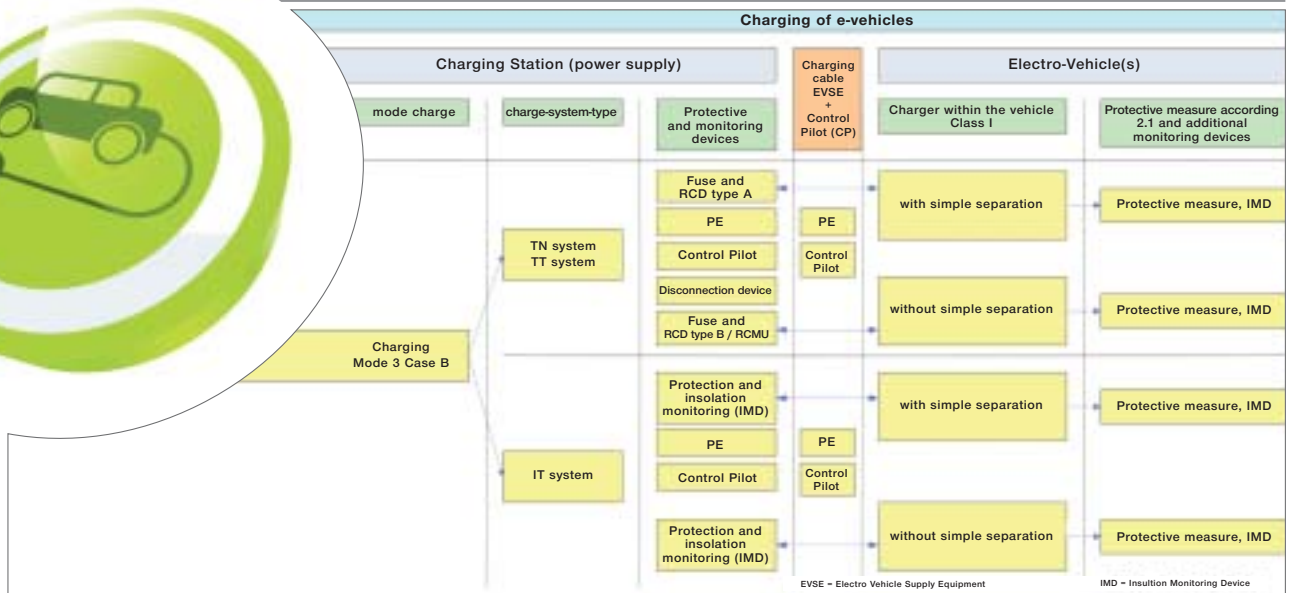 Charging of e-vehicles
Charging Station (power supply)
Charging
cable
EVSE
+
Control
Pilot (CP)
Electro-Vehicle(s)
mode charge
charge-system-type
Protective
and monitoring
devices
Charger within the vehicle
Class I
Protective measure according
2.1 and additional
monitoring devices
Fuse and
RCD type A
with simple separation
Protective measure, IMD
PE
PE
TN system
TT system
Control Pilot
Control
Pilot
Disconnection device
without simple separation
Protective measure, IMD
Fuse and
RCD type B / RCMU
Charging
Mode 3 Case B
Protection and
insolation
monitoring (IMD)
with simple separation
Protective measure, IMD
PE
PE
IT system
Control Pilot
Control
Pilot
Protection and
insolation
monitoring (IMD)
without simple separation
Protective measure, IMD
EVSE = Electro Vehicle Supply Equipment
IMD = Insultion Monitoring Device